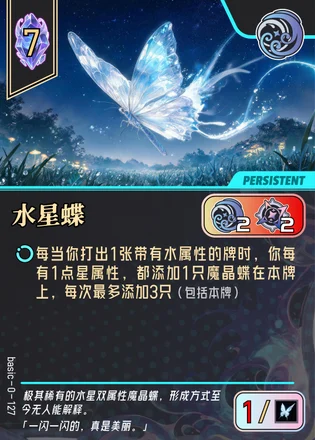 7
PERSISTENT
水星蝶
2 2
每当你打出1张带有水属性的牌时，你每
有1点星属性，都添加1只魔晶蝶在本牌
上，每次最多添加3只（包括本牌）
basic-0-127
极其稀有的水星双属性魔晶蝶，形成方式至
今无人能解释。
「一闪一闪的，真是美丽。」
1/